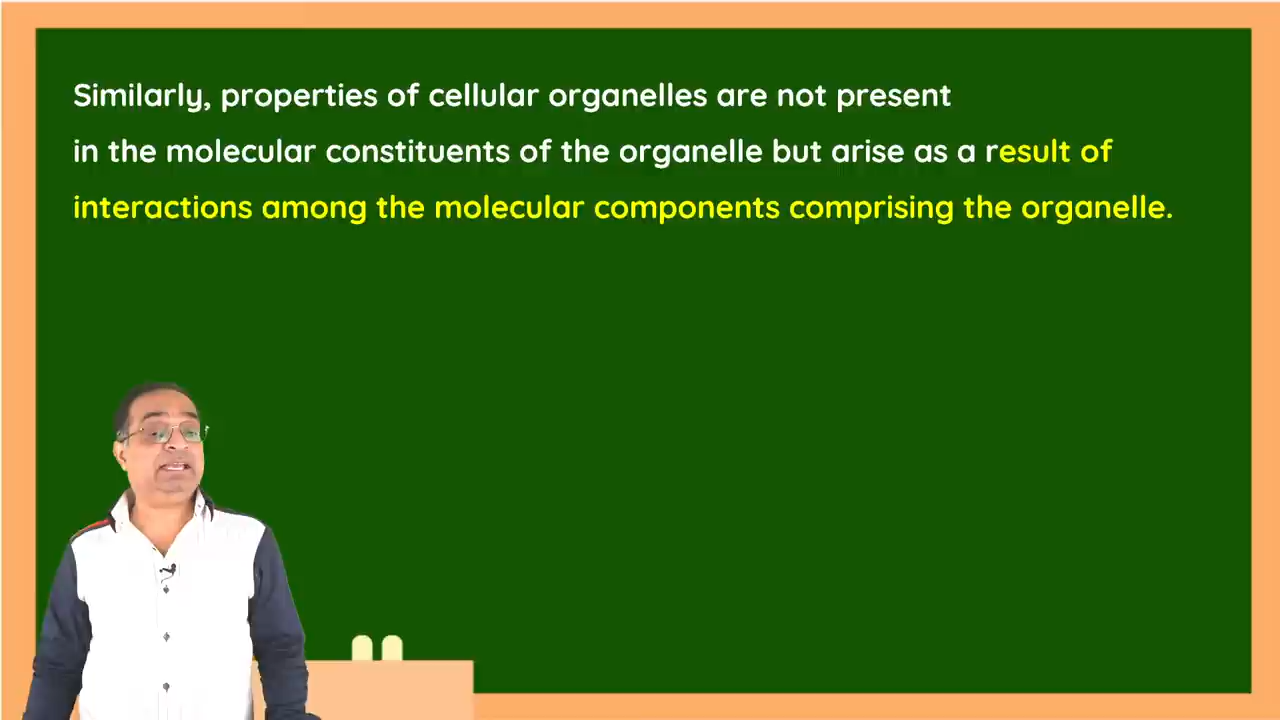 Similarly, properties of cellular organelles are not present
in the molecular constituents of the organelle but arise as a result of
interactions among the molecular components comprising the organelle.